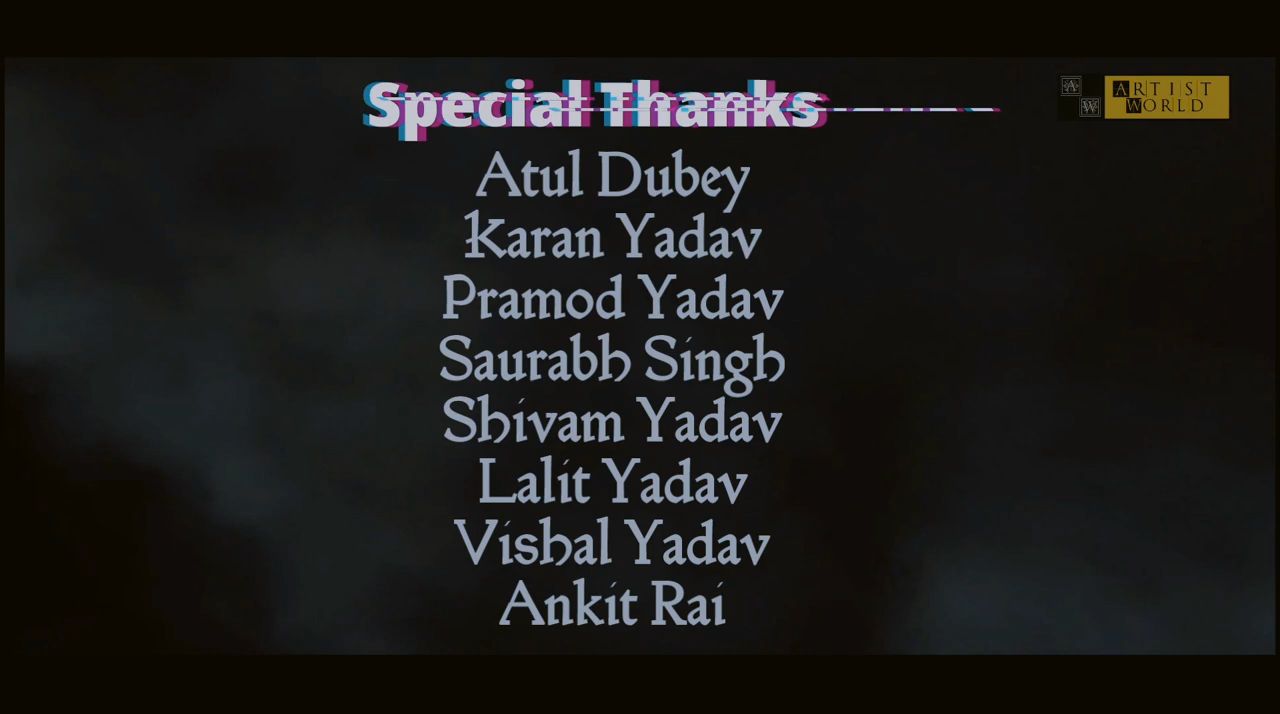 Special Thanks
A
W
ARTIST
WORLD
Atul Dubey
Karan Yadav
Pramod Yadav
Saurabh Singh
Shivam Yadav
Lalit Yadav
Vishal Yadav
Ankit Rai